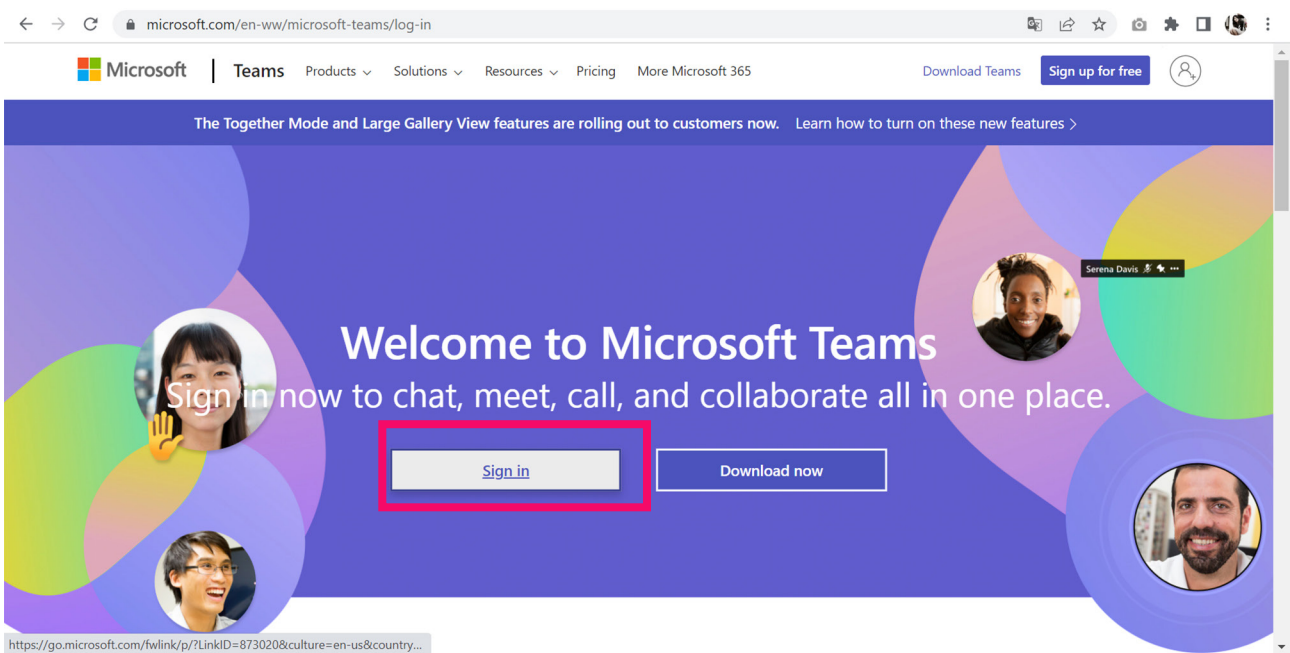 microsoft.com/en-ww/microsoft-teams/log-in
Microsoft Teams Products Solutions Resources Pricing More Microsoft 365 Download Teams Sign up for free
The Together Mode and Large Gallery View features are rolling out to customers now. Learn how to turn on these new features >
Serena Davis
Welcome to Microsoft Teams
Sign in now to chat, meet, call, and collaborate all in one place.
Sign in Download now
https://go.microsoft.com/fwlink/p/?LinkID=873020&culture=en-us&country...